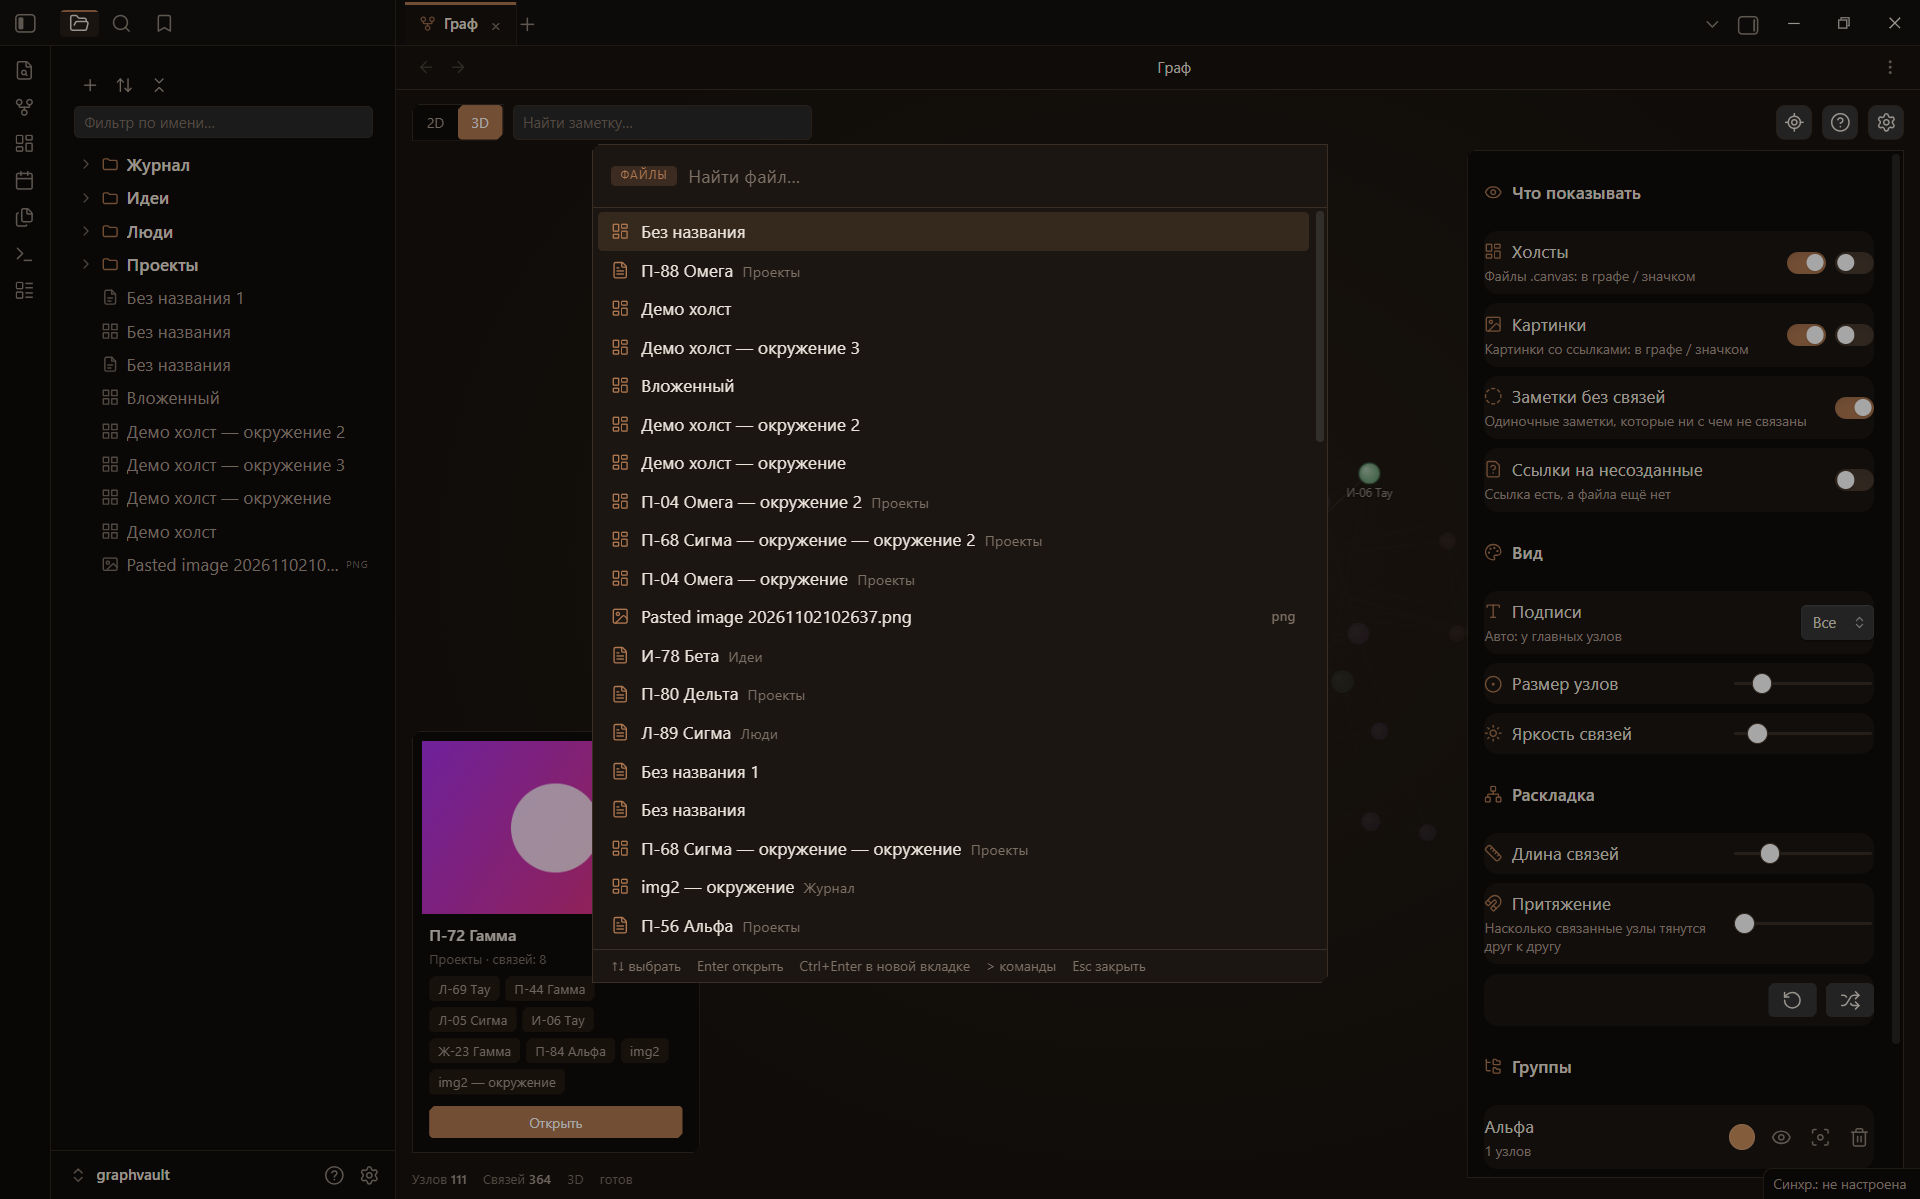 Граф
Граф
Фильтр по имени...
Журнал
Идеи
Люди
Проекты
Без названия 1
Без названия
Без названия
Вложенный
Демо холст — окружение 2
Демо холст — окружение 3
Демо холст — окружение
Демо холст
Pasted image 2026110210... PNG
graphvault
2D 3D Найти заметку...
ФАЙЛЫ Найти файл...
Без названия
П-88 Омега Проекты
Демо холст
Демо холст — окружение 3
Вложенный
Демо холст — окружение 2
Демо холст — окружение
П-04 Омега — окружение 2 Проекты
П-68 Сигма — окружение — окружение 2 Проекты
П-04 Омега — окружение Проекты
Pasted image 20261102102637.png png
И-78 Бета Идеи
П-80 Дельта Проекты
Л-89 Сигма Люди
Без названия 1
Без названия
П-68 Сигма — окружение — окружение Проекты
img2 — окружение Журнал
П-56 Альфа Проекты
↑↓ выбрать Enter открыть Ctrl+Enter в новой вкладке > команды Esc закрыть
И-06 Тау
П-72 Гамма
Проекты · связей: 8
Л-69 Тау П-44 Гамма
Л-05 Сигма И-06 Тау
Ж-23 Гамма П-84 Альфа img2
img2 — окружение
Открыть
Узлов 111 Связей 364 3D готов
Что показывать
Холсты
Файлы .canvas: в графе / значком
Картинки
Картинки со ссылками: в графе / значком
Заметки без связей
Одиночные заметки, которые ни с чем не связаны
Ссылки на несозданные
Ссылка есть, а файла ещё нет
Вид
Подписи
Авто: у главных узлов
Все
Размер узлов
Яркость связей
Раскладка
Длина связей
Притяжение
Насколько связанные узлы тянутся
друг к другу
Группы
Альфа
1 узлов
Синхр.: не настроена